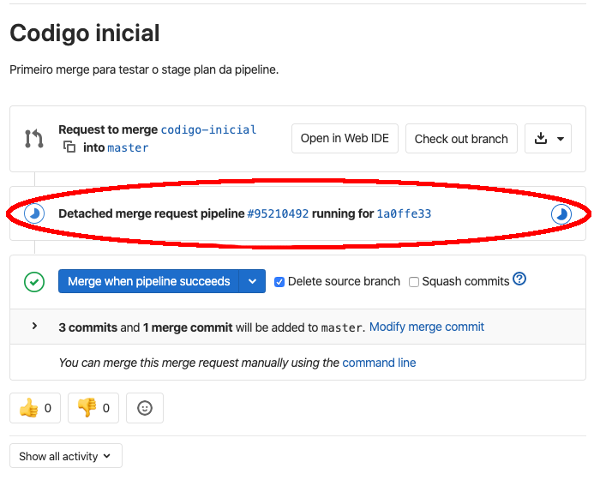 Codigo inicial
Primeiro merge para testar o stage plan da pipeline.
Request to merge codigo-inicial
into master
Open in Web IDE
Check out branch
Detached merge request pipeline #95210492 running for 1a0ffe33
Merge when pipeline succeeds
Delete source branch
Squash commits
3 commits and 1 merge commit will be added to master. Modify merge commit
You can merge this merge request manually using the command line
0
0
Show all activity